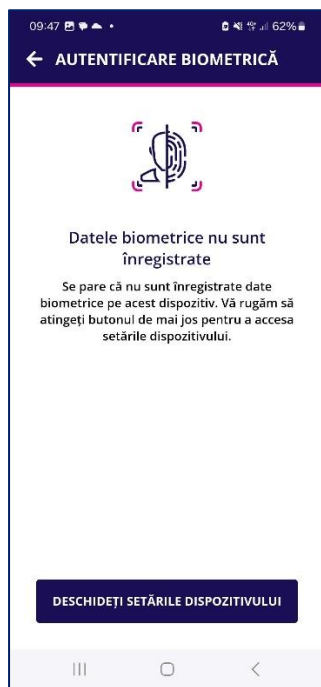 09:47 62%
AUTENTIFICARE BIOMETRICĂ
Datele biometrice nu sunt
înregistrate
Se pare că nu sunt înregistrate date
biometrice pe acest dispozitiv. Vă rugăm să
atingeți butonul de mai jos pentru a accesa
setările dispozitivului.
DESCHIDEȚI SETĂRILE DISPOZITIVULUI